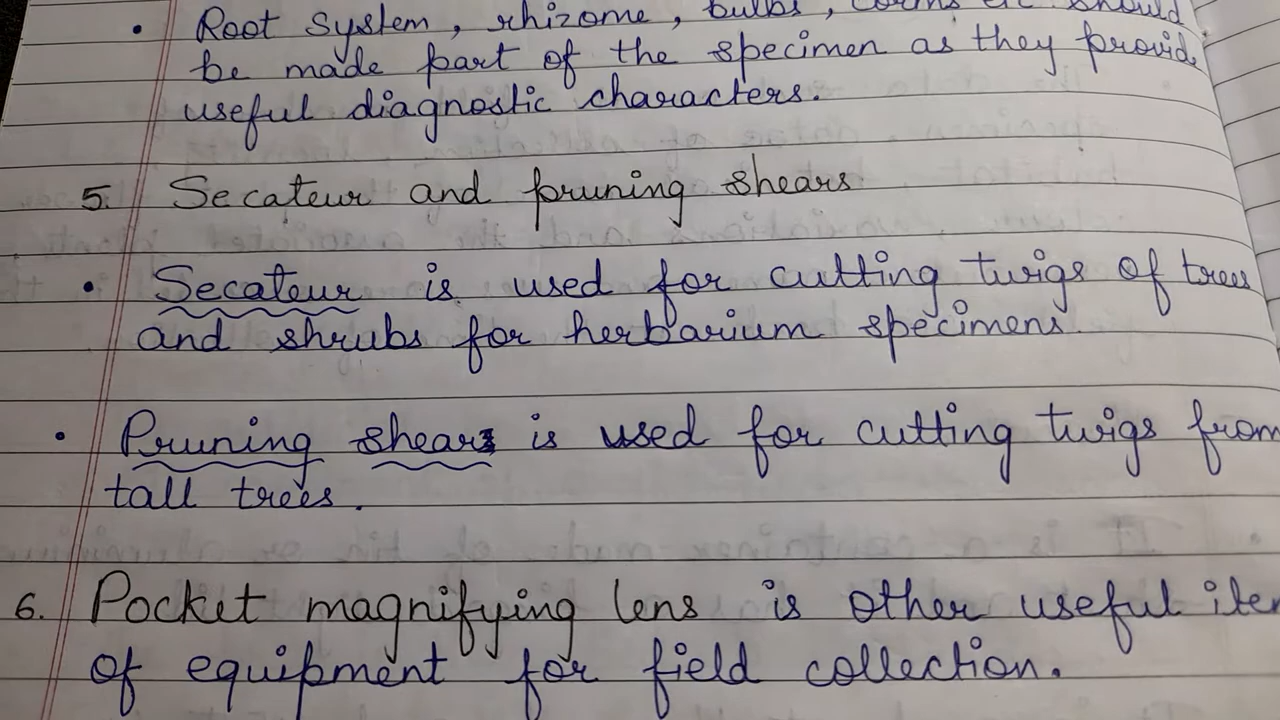 • Root System, rhizome, bulbs, corms etc should
be made part of the specimen as they provide
useful diagnostic characters.
5. Secateur and pruning shears
• Secateur is used for cutting twigs of trees
and shrubs for herbarium specimens.
• Pruning shears is used for cutting twigs from
tall trees.
6. Pocket magnifying lens is other useful item
of equipment for field collection.